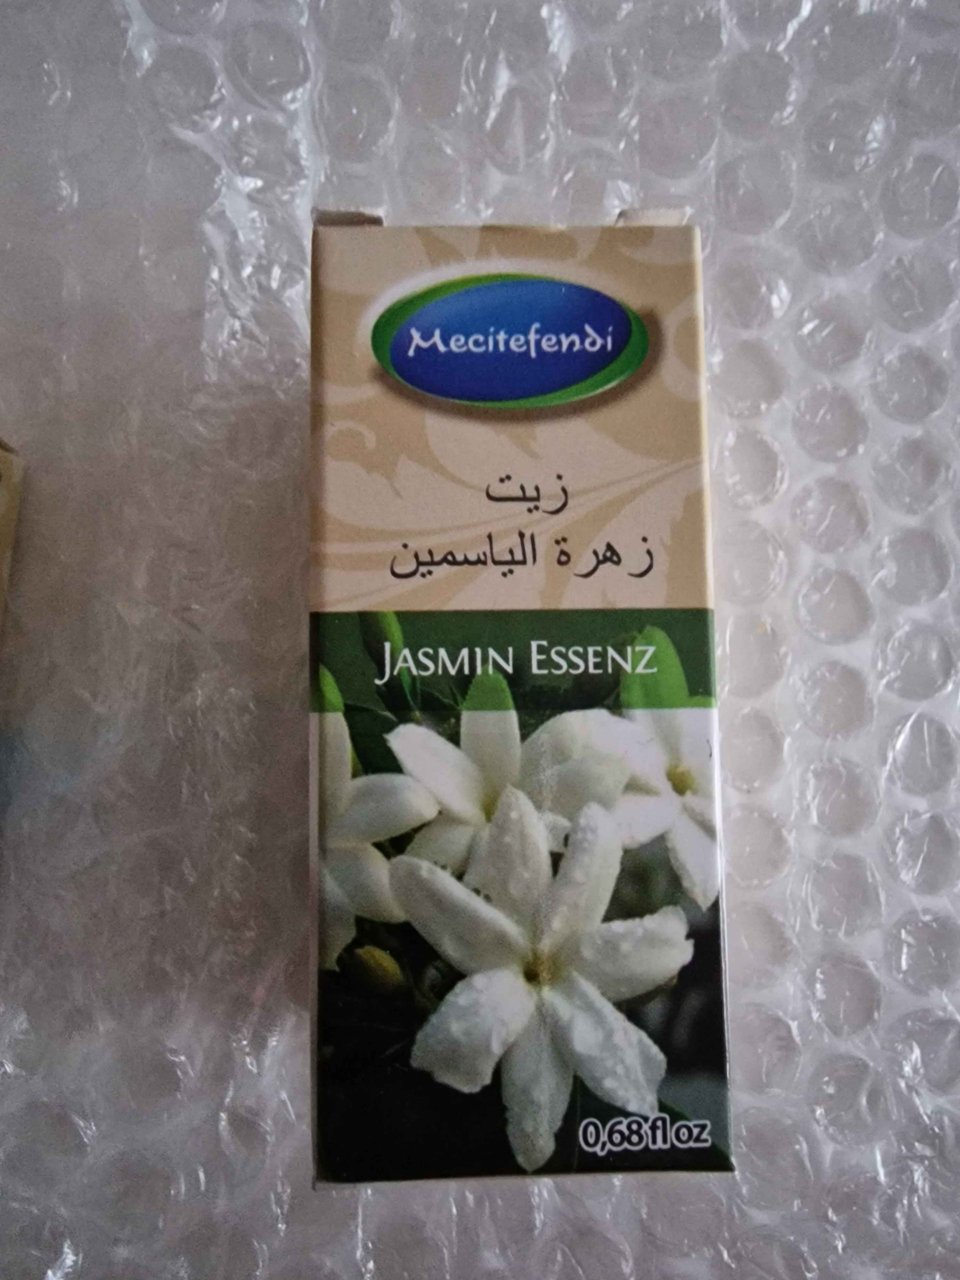 Mecitefendi
زيت
زهرة الياسمين
JASMIN ESSENZ
0,68 fl oz